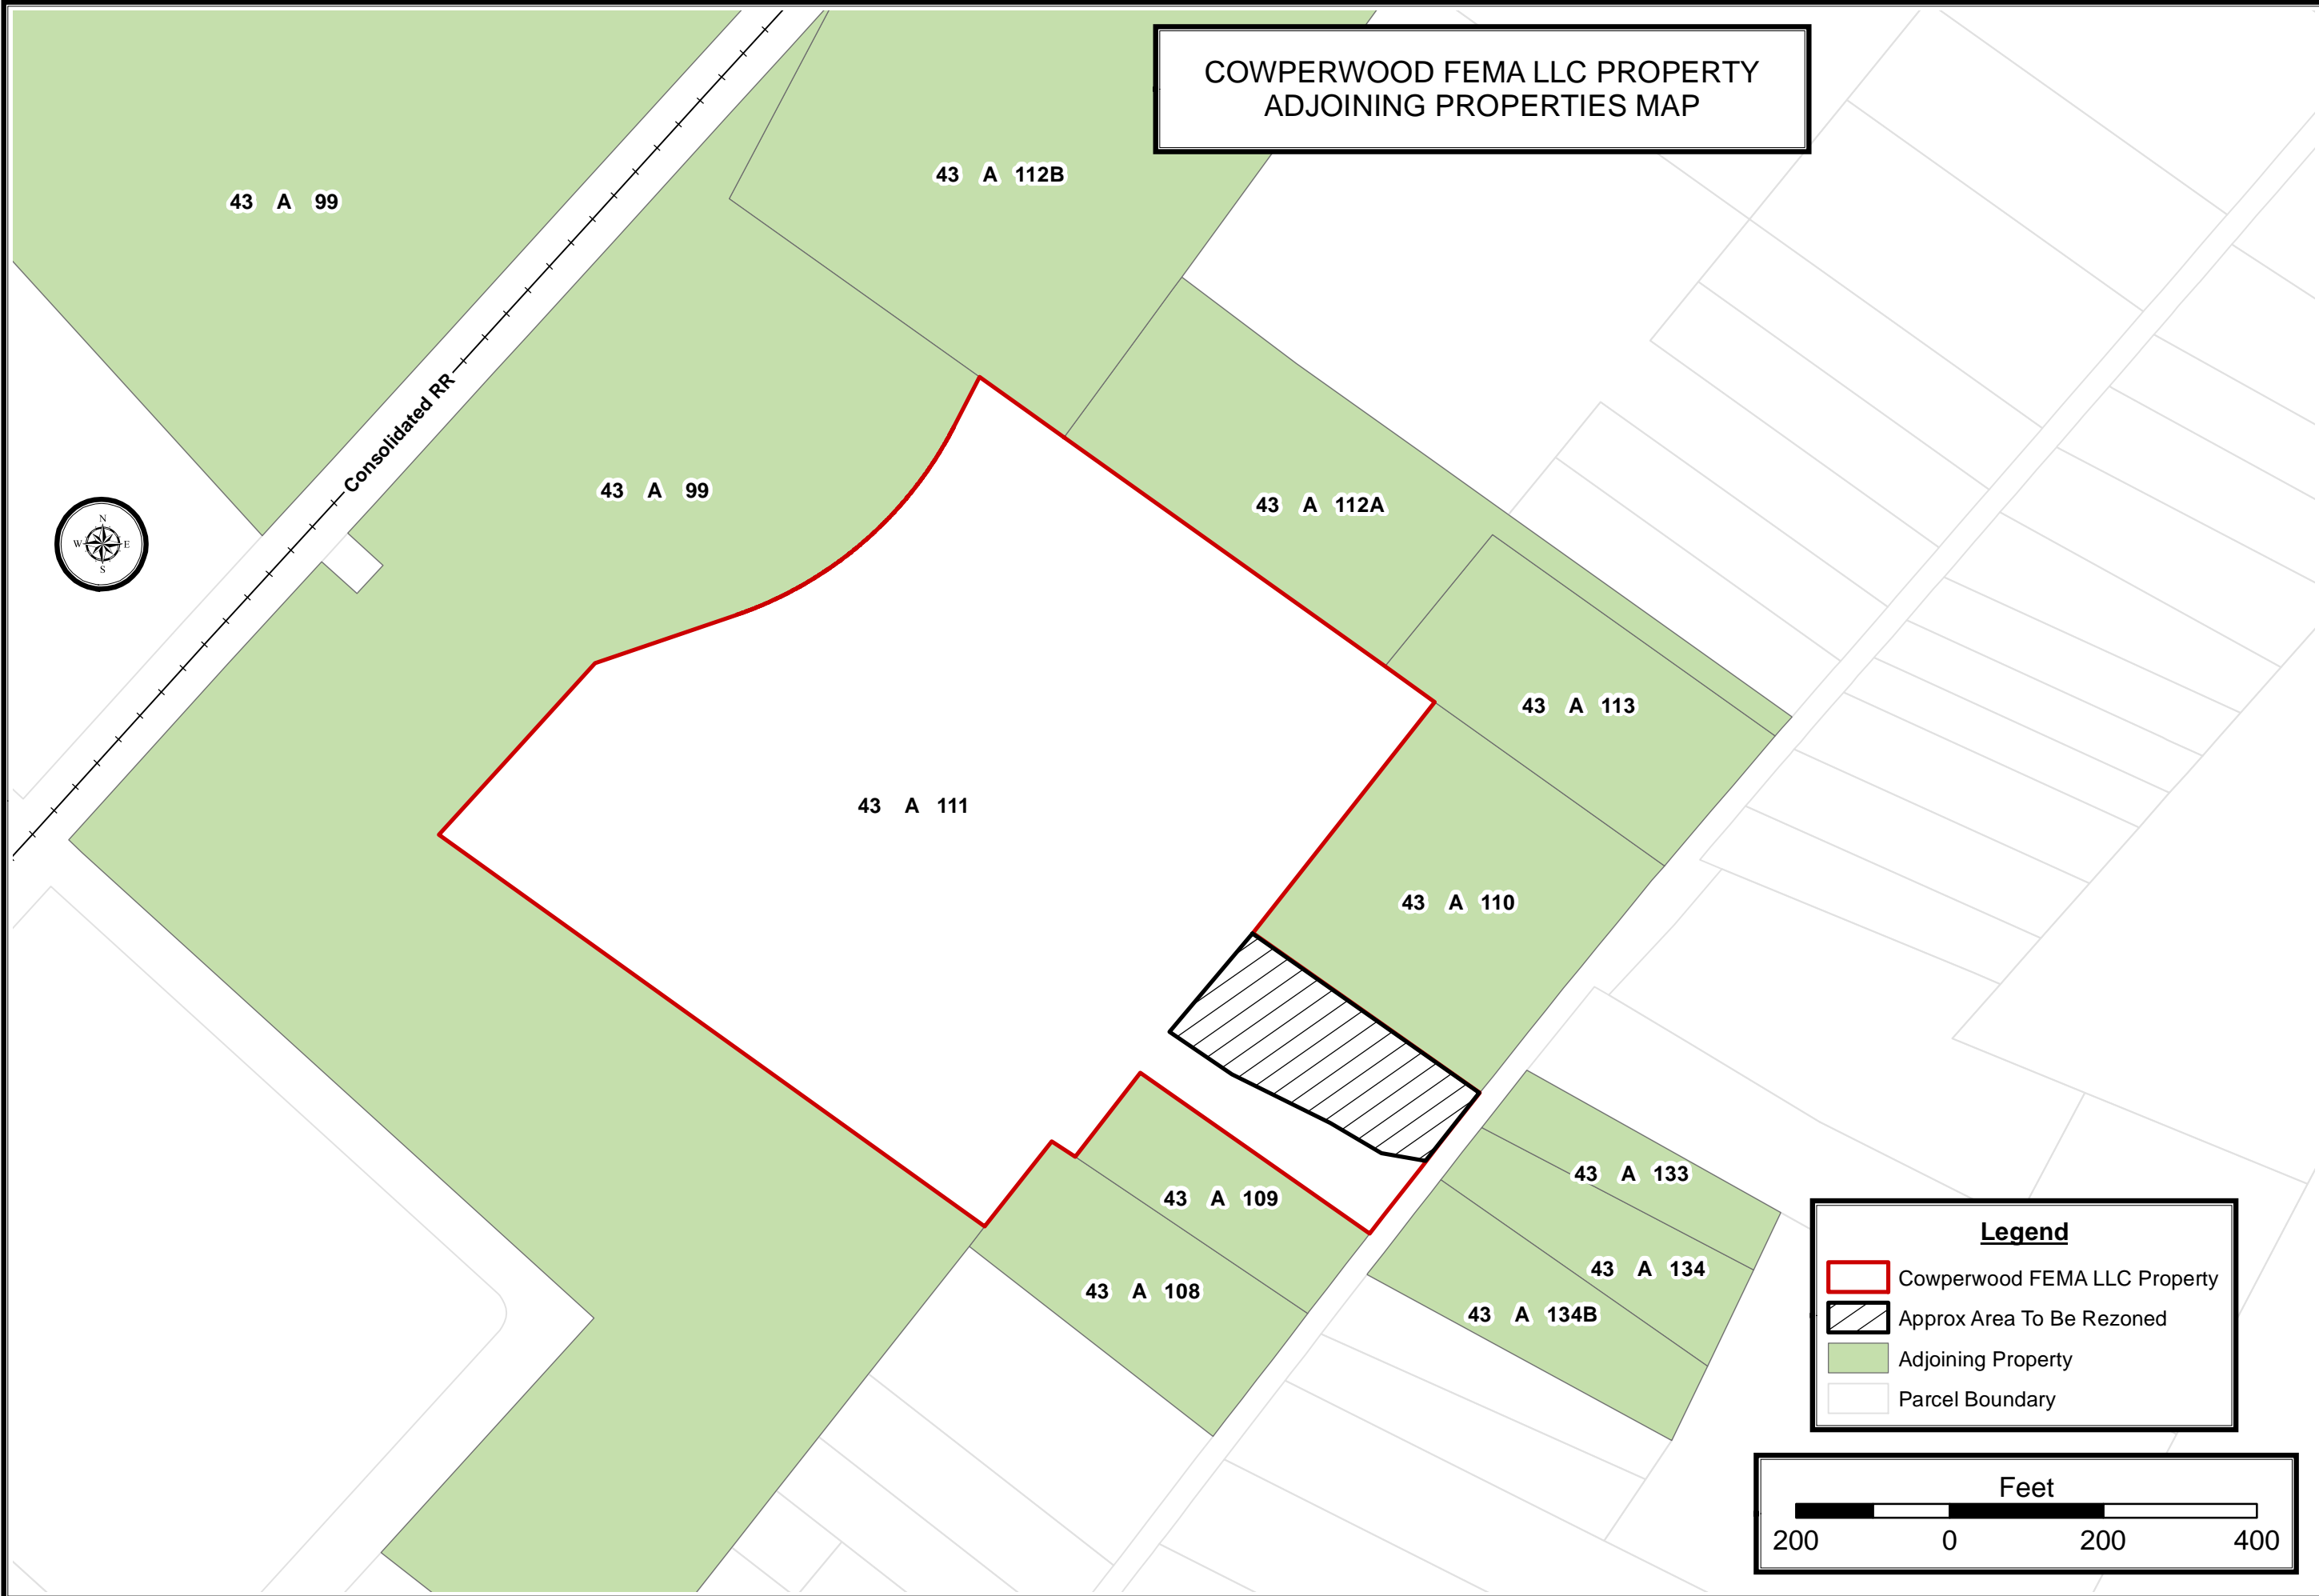 COWPERWOOD FEMA LLC PROPERTY
ADJOINING PROPERTIES MAP
43 A 112B
43 A 99
Consolidated RR
43 A 99
43 A 112A
N
W E
S
43 A 113
43 A 111
43 A 110
43 A 133
43 A 109
43 A 134
43 A 108
43 A 134B
Legend
Cowperwood FEMA LLC Property
Approx Area To Be Rezoned
Adjoining Property
Parcel Boundary
Feet
200 0 200 400